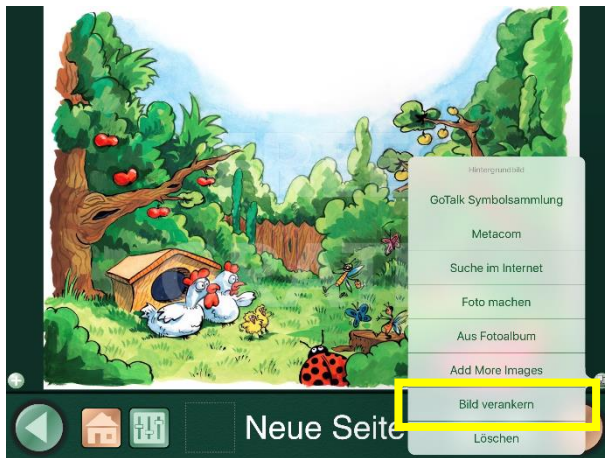 Hintergrundbild
GoTalk Symbolsammlung
Metacom
Suche im Internet
Foto machen
Aus Fotoalbum
Add More Images
Bild verankern
Löschen
Neue Seite